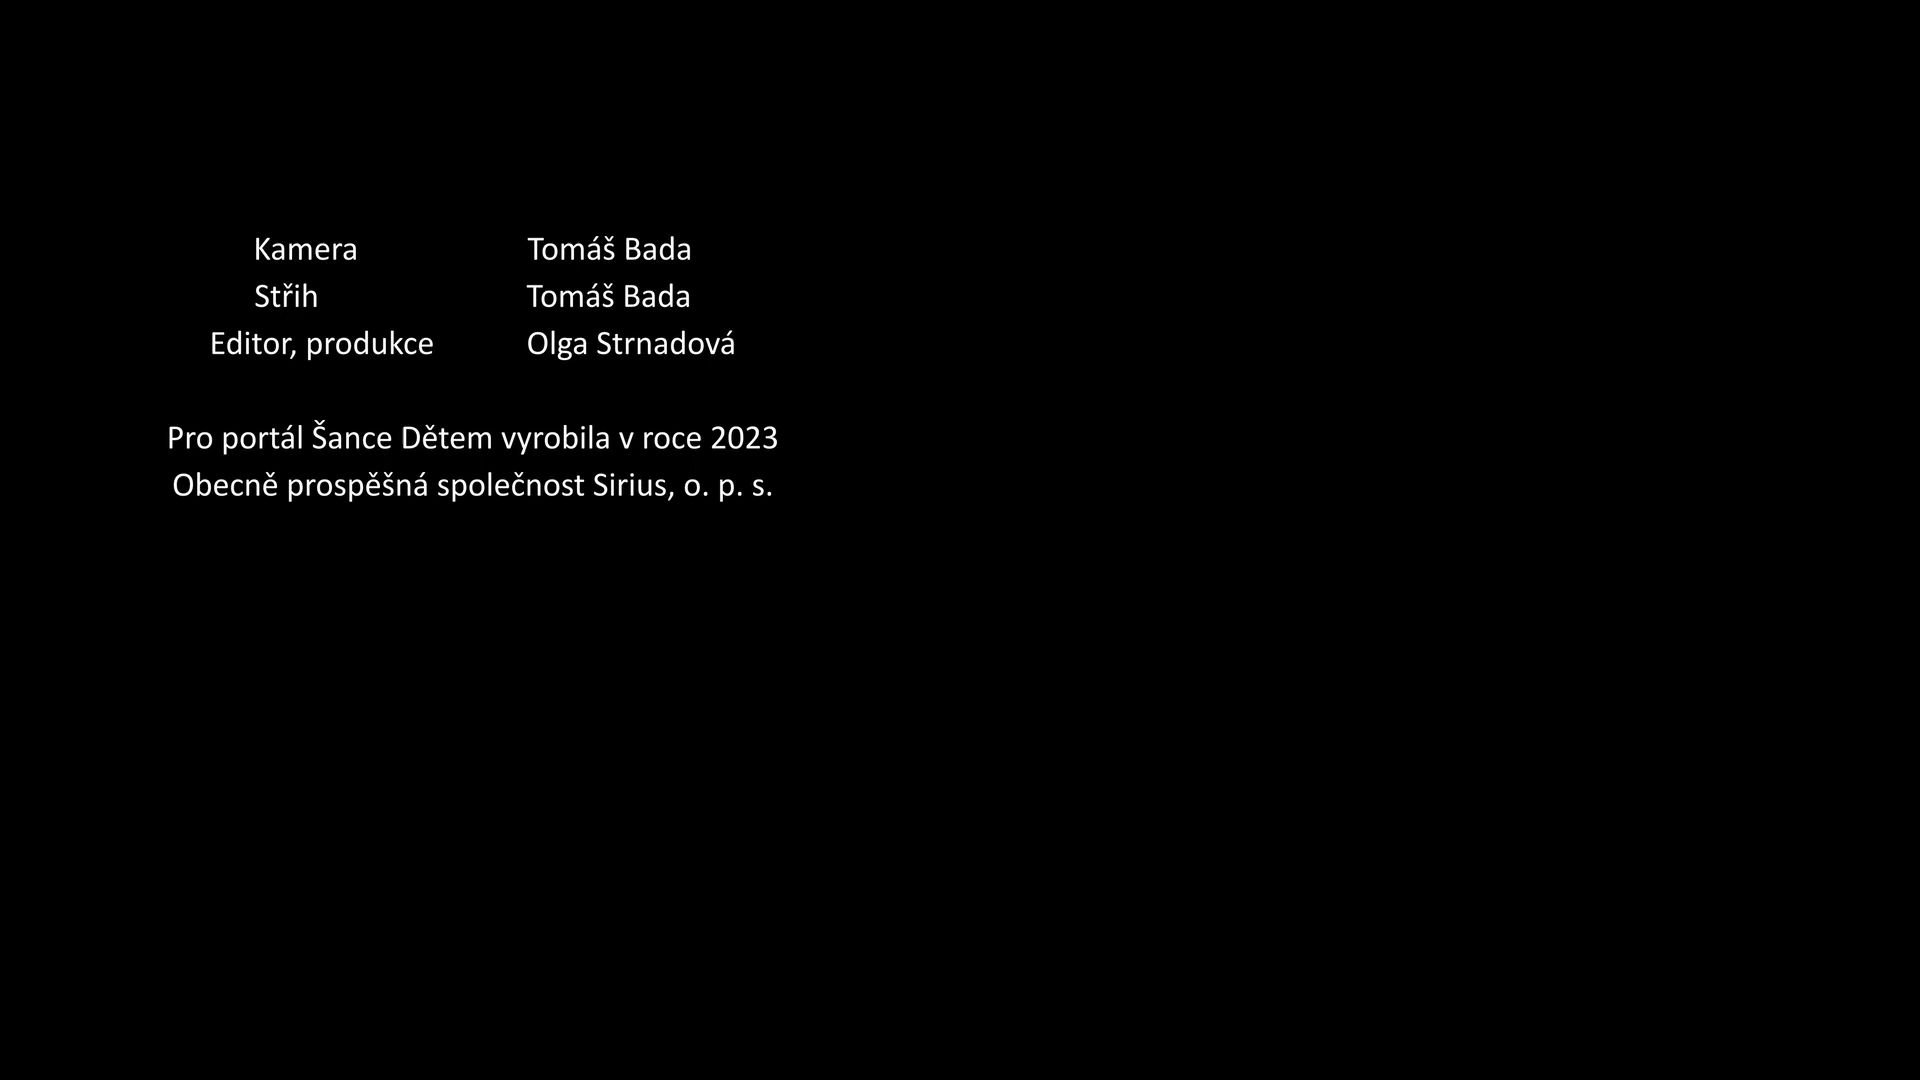 Kamera Tomáš Bada
Střih Tomáš Bada
Editor, produkce Olga Strnadová
Pro portál Šance Dětem vyrobila v roce 2023
Obecně prospěšná společnost Sirius, o. p. s.